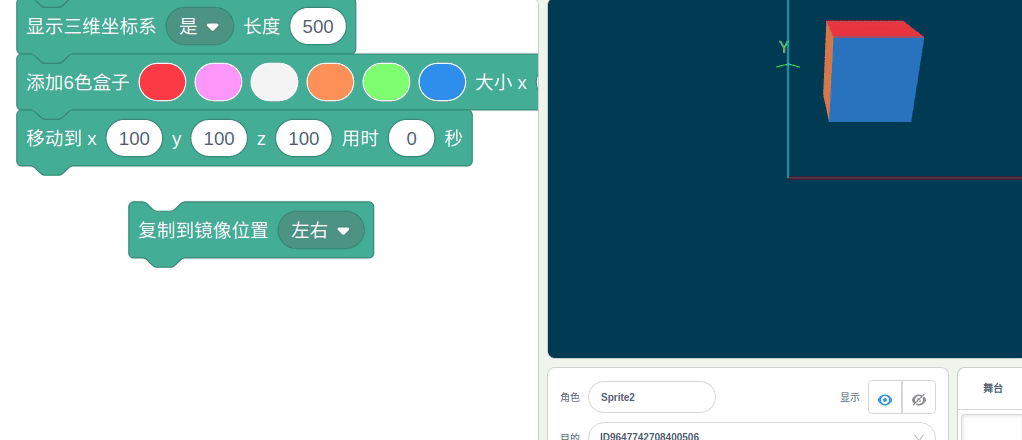 显示三维坐标系 是 长度 500
添加6色盒子 大小 x
移动到 x 100 y 100 z 100 用时 0 秒
复制到镜像位置 左右
Y
角色 Sprite2 显示
舞台
目的 ID9647742708400506